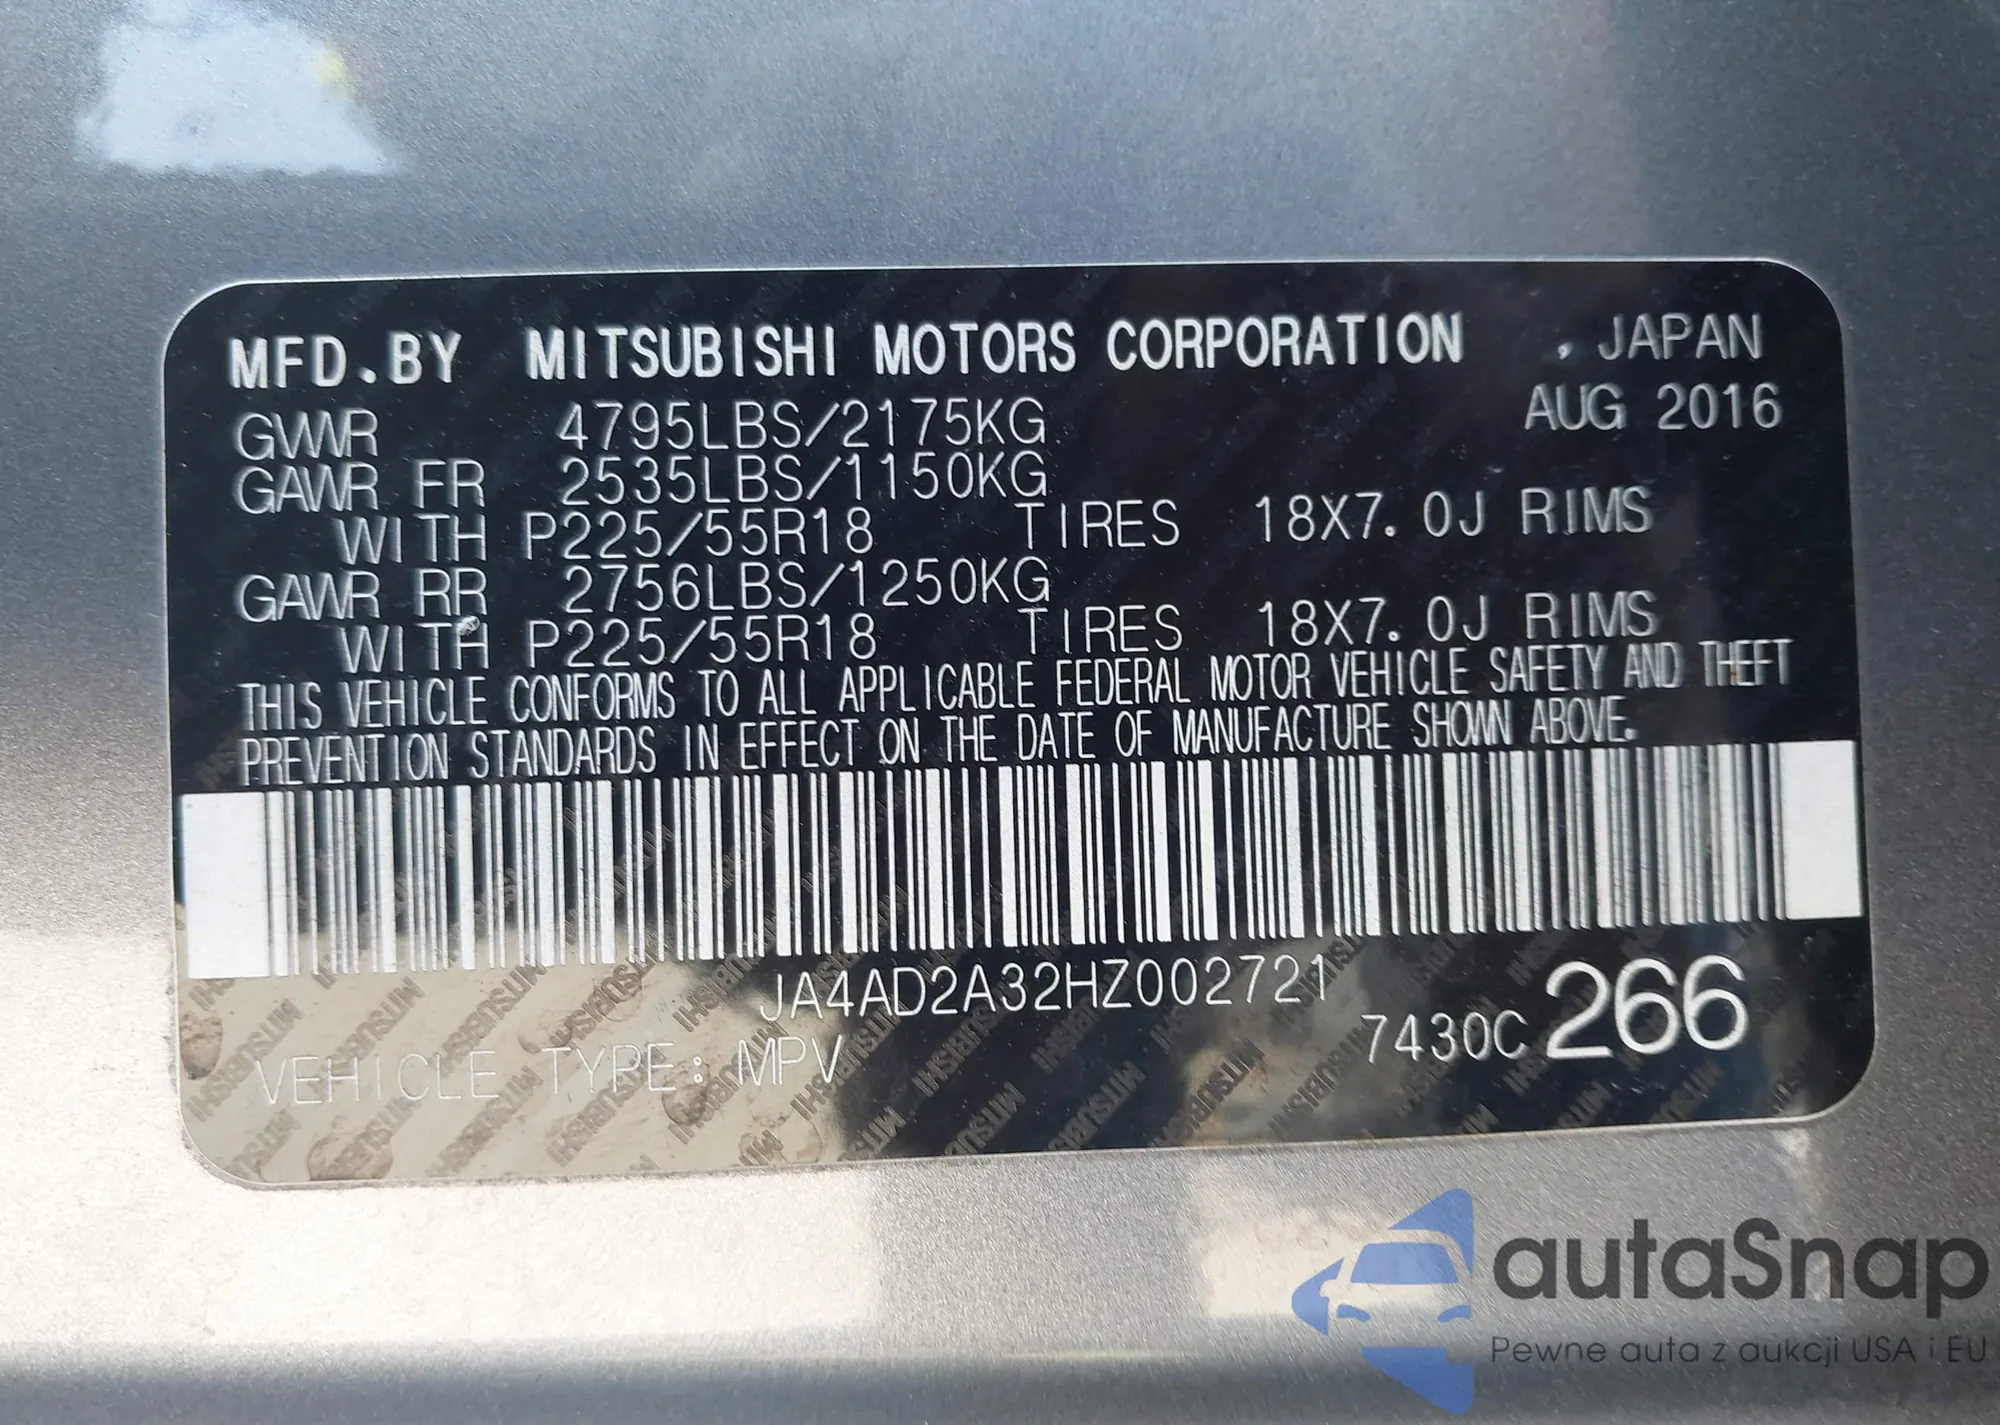 MFD.BY MITSUBISHI MOTORS CORPORATION , JAPAN
GVWR 4795LBS/2175KG AUG 2016
GAWR FR 2535LBS/1150KG
WITH P225/55R18 TIRES 18X7.0J RIMS
GAWR RR 2756LBS/1250KG
WITH P225/55R18 TIRES 18X7.0J RIMS
THIS VEHICLE CONFORMS TO ALL APPLICABLE FEDERAL MOTOR VEHICLE SAFETY AND THEFT
PREVENTION STANDARDS IN EFFECT ON THE DATE OF MANUFACTURE SHOWN ABOVE.
JA4AD2A32HZ002721
VEHICLE TYPE: MPV 7430C 266
autaSnap
Pewne auta z aukcji USA i EU